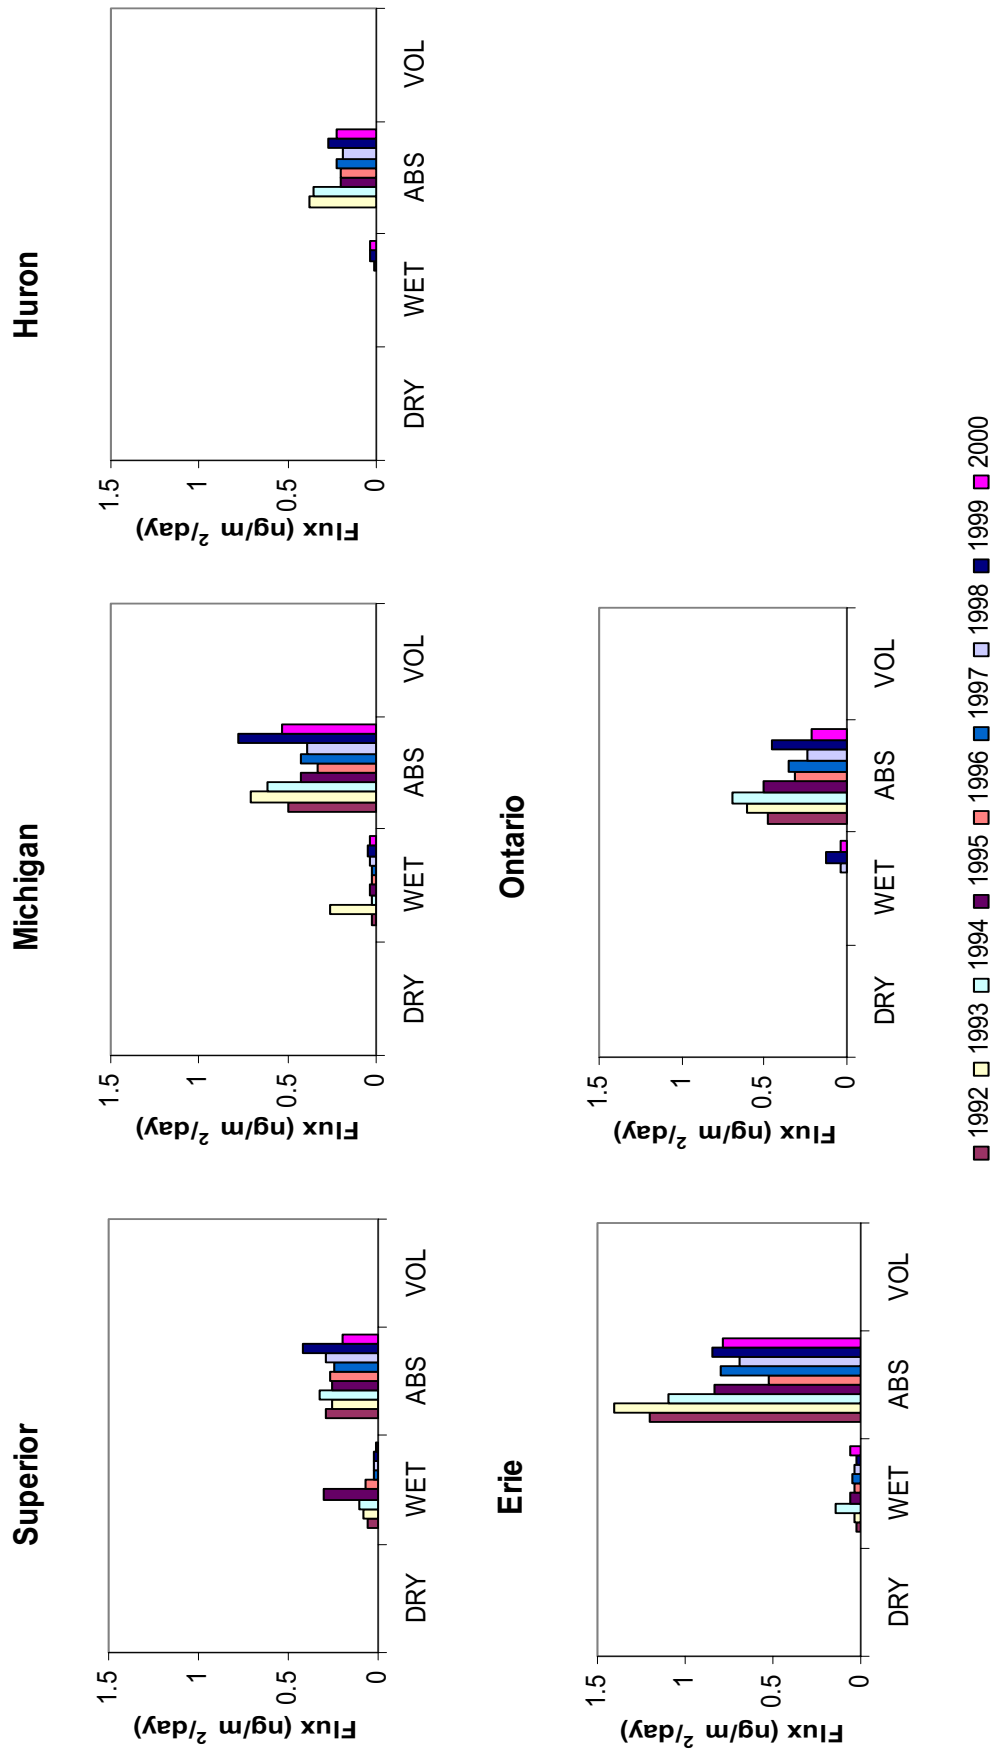 Superior
Flux (ng/m 2/day)
1.5
1
0.5
0
DRY WET ABS VOL
Michigan
Flux (ng/m 2/day)
1.5
1
0.5
0
DRY WET ABS VOL
Huron
Flux (ng/m 2/day)
1.5
1
0.5
0
DRY WET ABS VOL
Erie
Flux (ng/m 2/day)
1.5
1
0.5
0
DRY WET ABS VOL
Ontario
Flux (ng/m 2/day)
1.5
1
0.5
0
DRY WET ABS VOL
1992 1993 1994 1995 1996 1997 1998 1999 2000